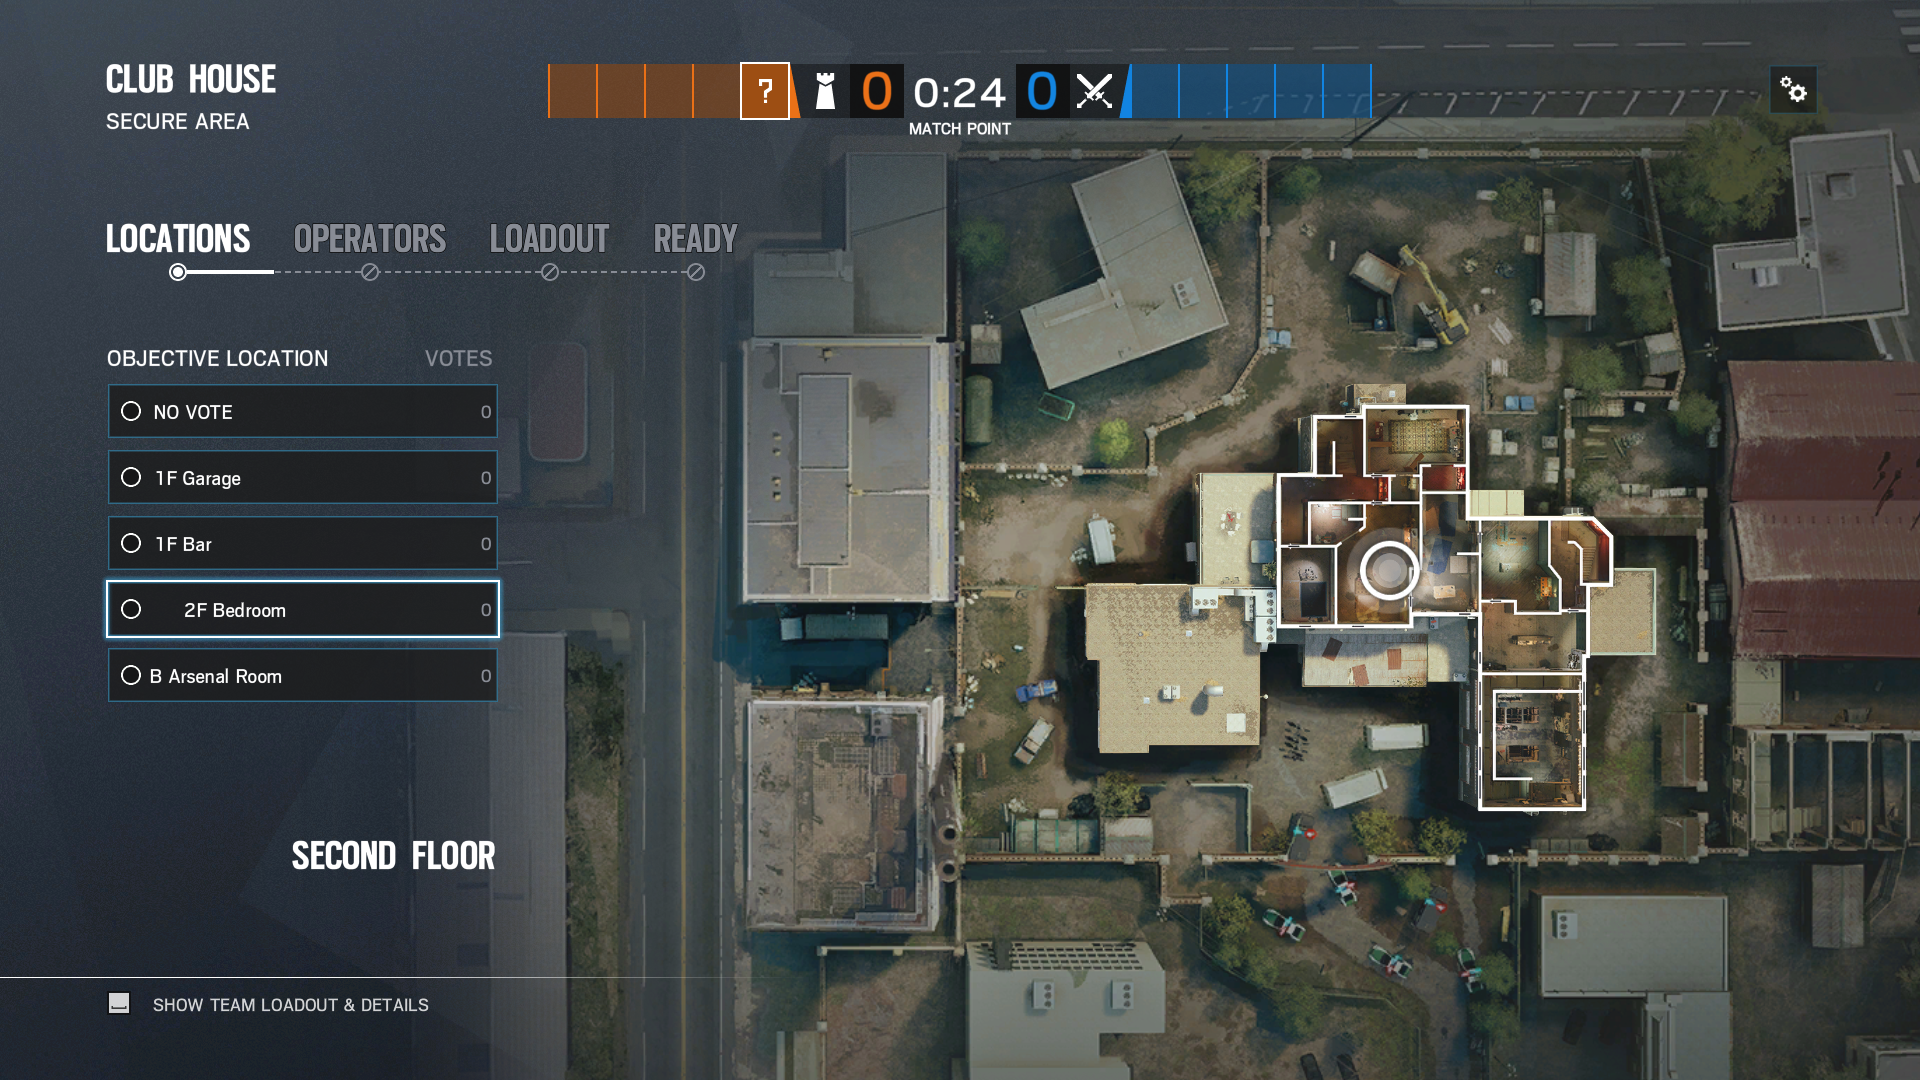 CLUB HOUSE
SECURE AREA
?
0
0:24
0
MATCH POINT
LOCATIONS
OPERATORS
LOADOUT
READY
OBJECTIVE LOCATION
VOTES
NO VOTE
0
1F Garage
0
1F Bar
0
2F Bedroom
0
B Arsenal Room
0
SECOND FLOOR
SHOW TEAM LOADOUT & DETAILS